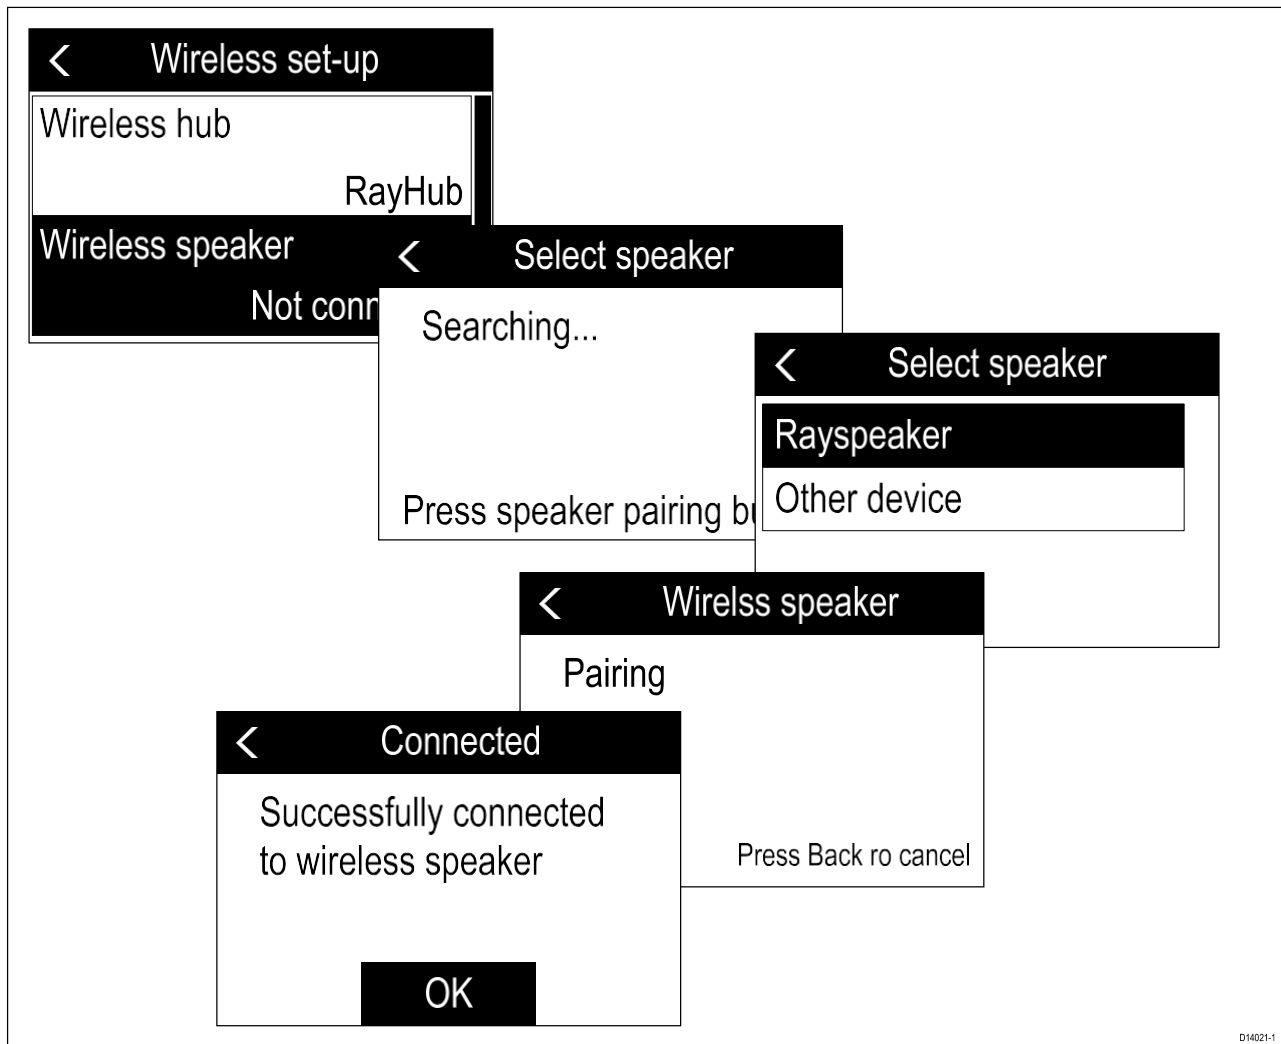 Wireless set-up
Wireless hub
RayHub
Wireless speaker
Not conn
Select speaker
Searching...
Press speaker pairing
Select speaker
Rayspeaker
Other device
Wirelss speaker
Pairing
Press Back ro cancel
Connected
Successfully connected
to wireless speaker
OK
D14021-1